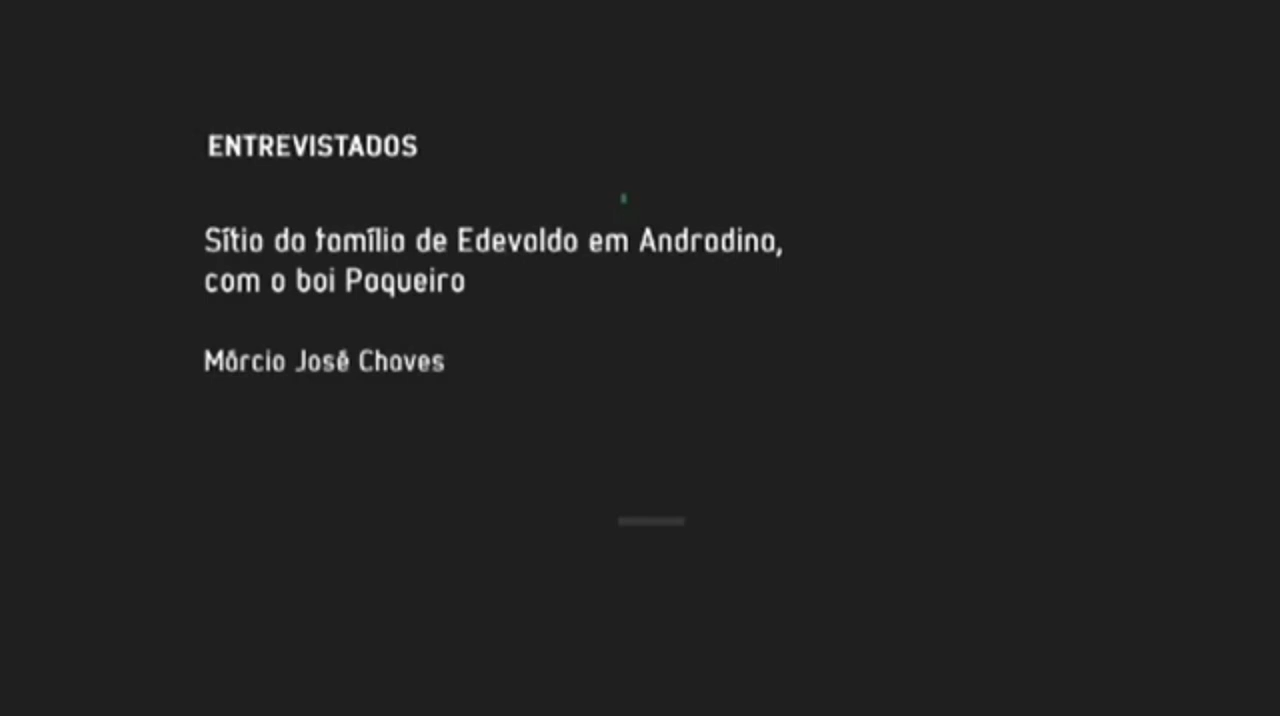 ENTREVISTADOS
Sítio da família de Edevaldo em Andradina,
com o boi Paqueiro
Márcio José Chaves